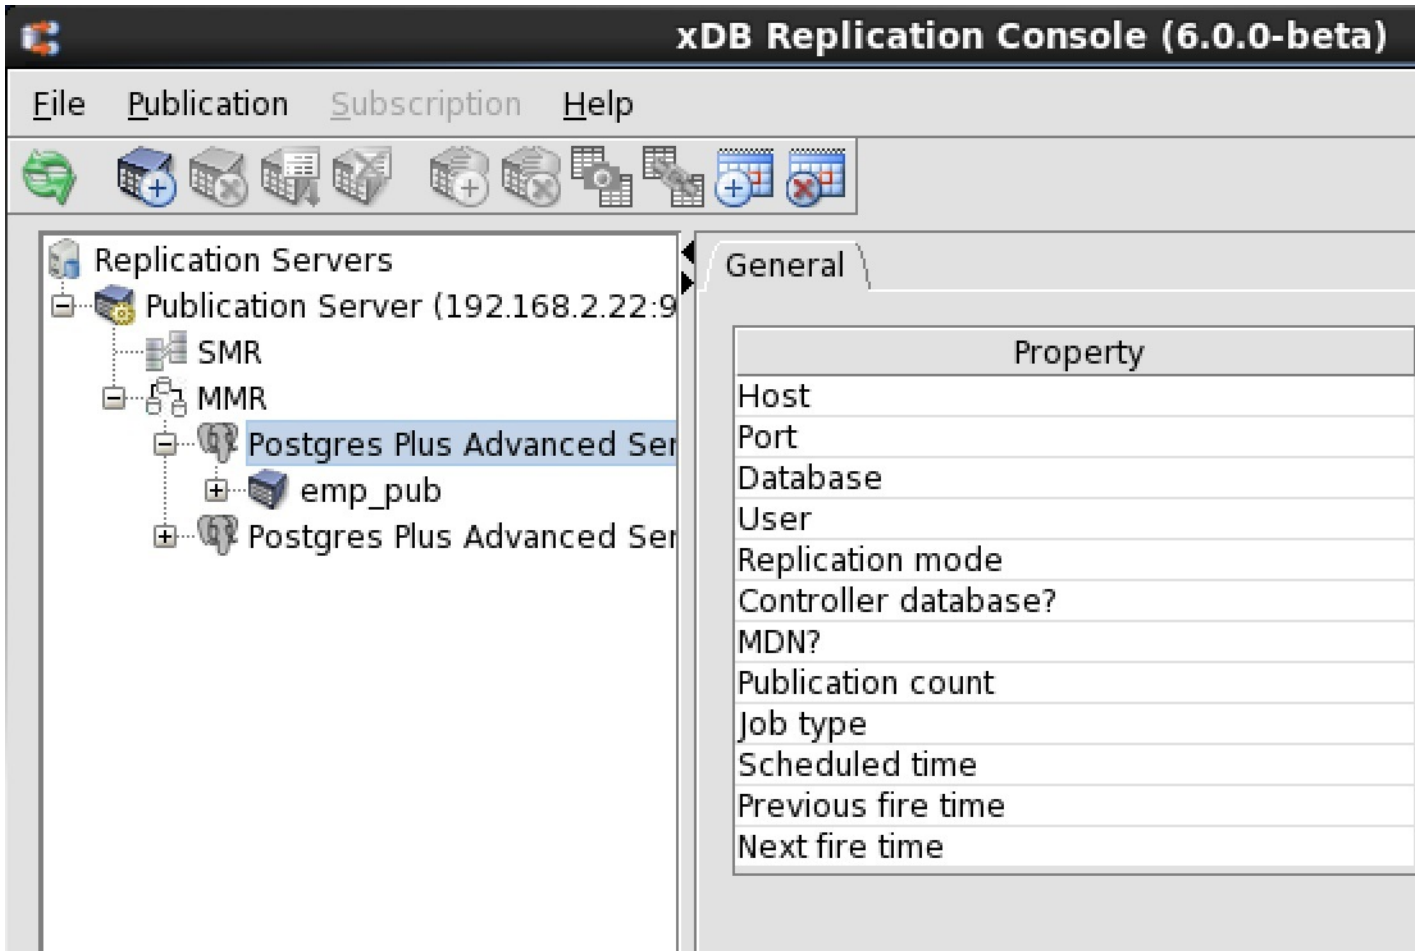 xDB Replication Console (6.0.0-beta)
File Publication Subscription Help
Replication Servers
Publication Server (192.168.2.22:9
SMR
MMR
Postgres Plus Advanced Ser
emp_pub
Postgres Plus Advanced Ser
General
Property
Host
Port
Database
User
Replication mode
Controller database?
MDN?
Publication count
Job type
Scheduled time
Previous fire time
Next fire time